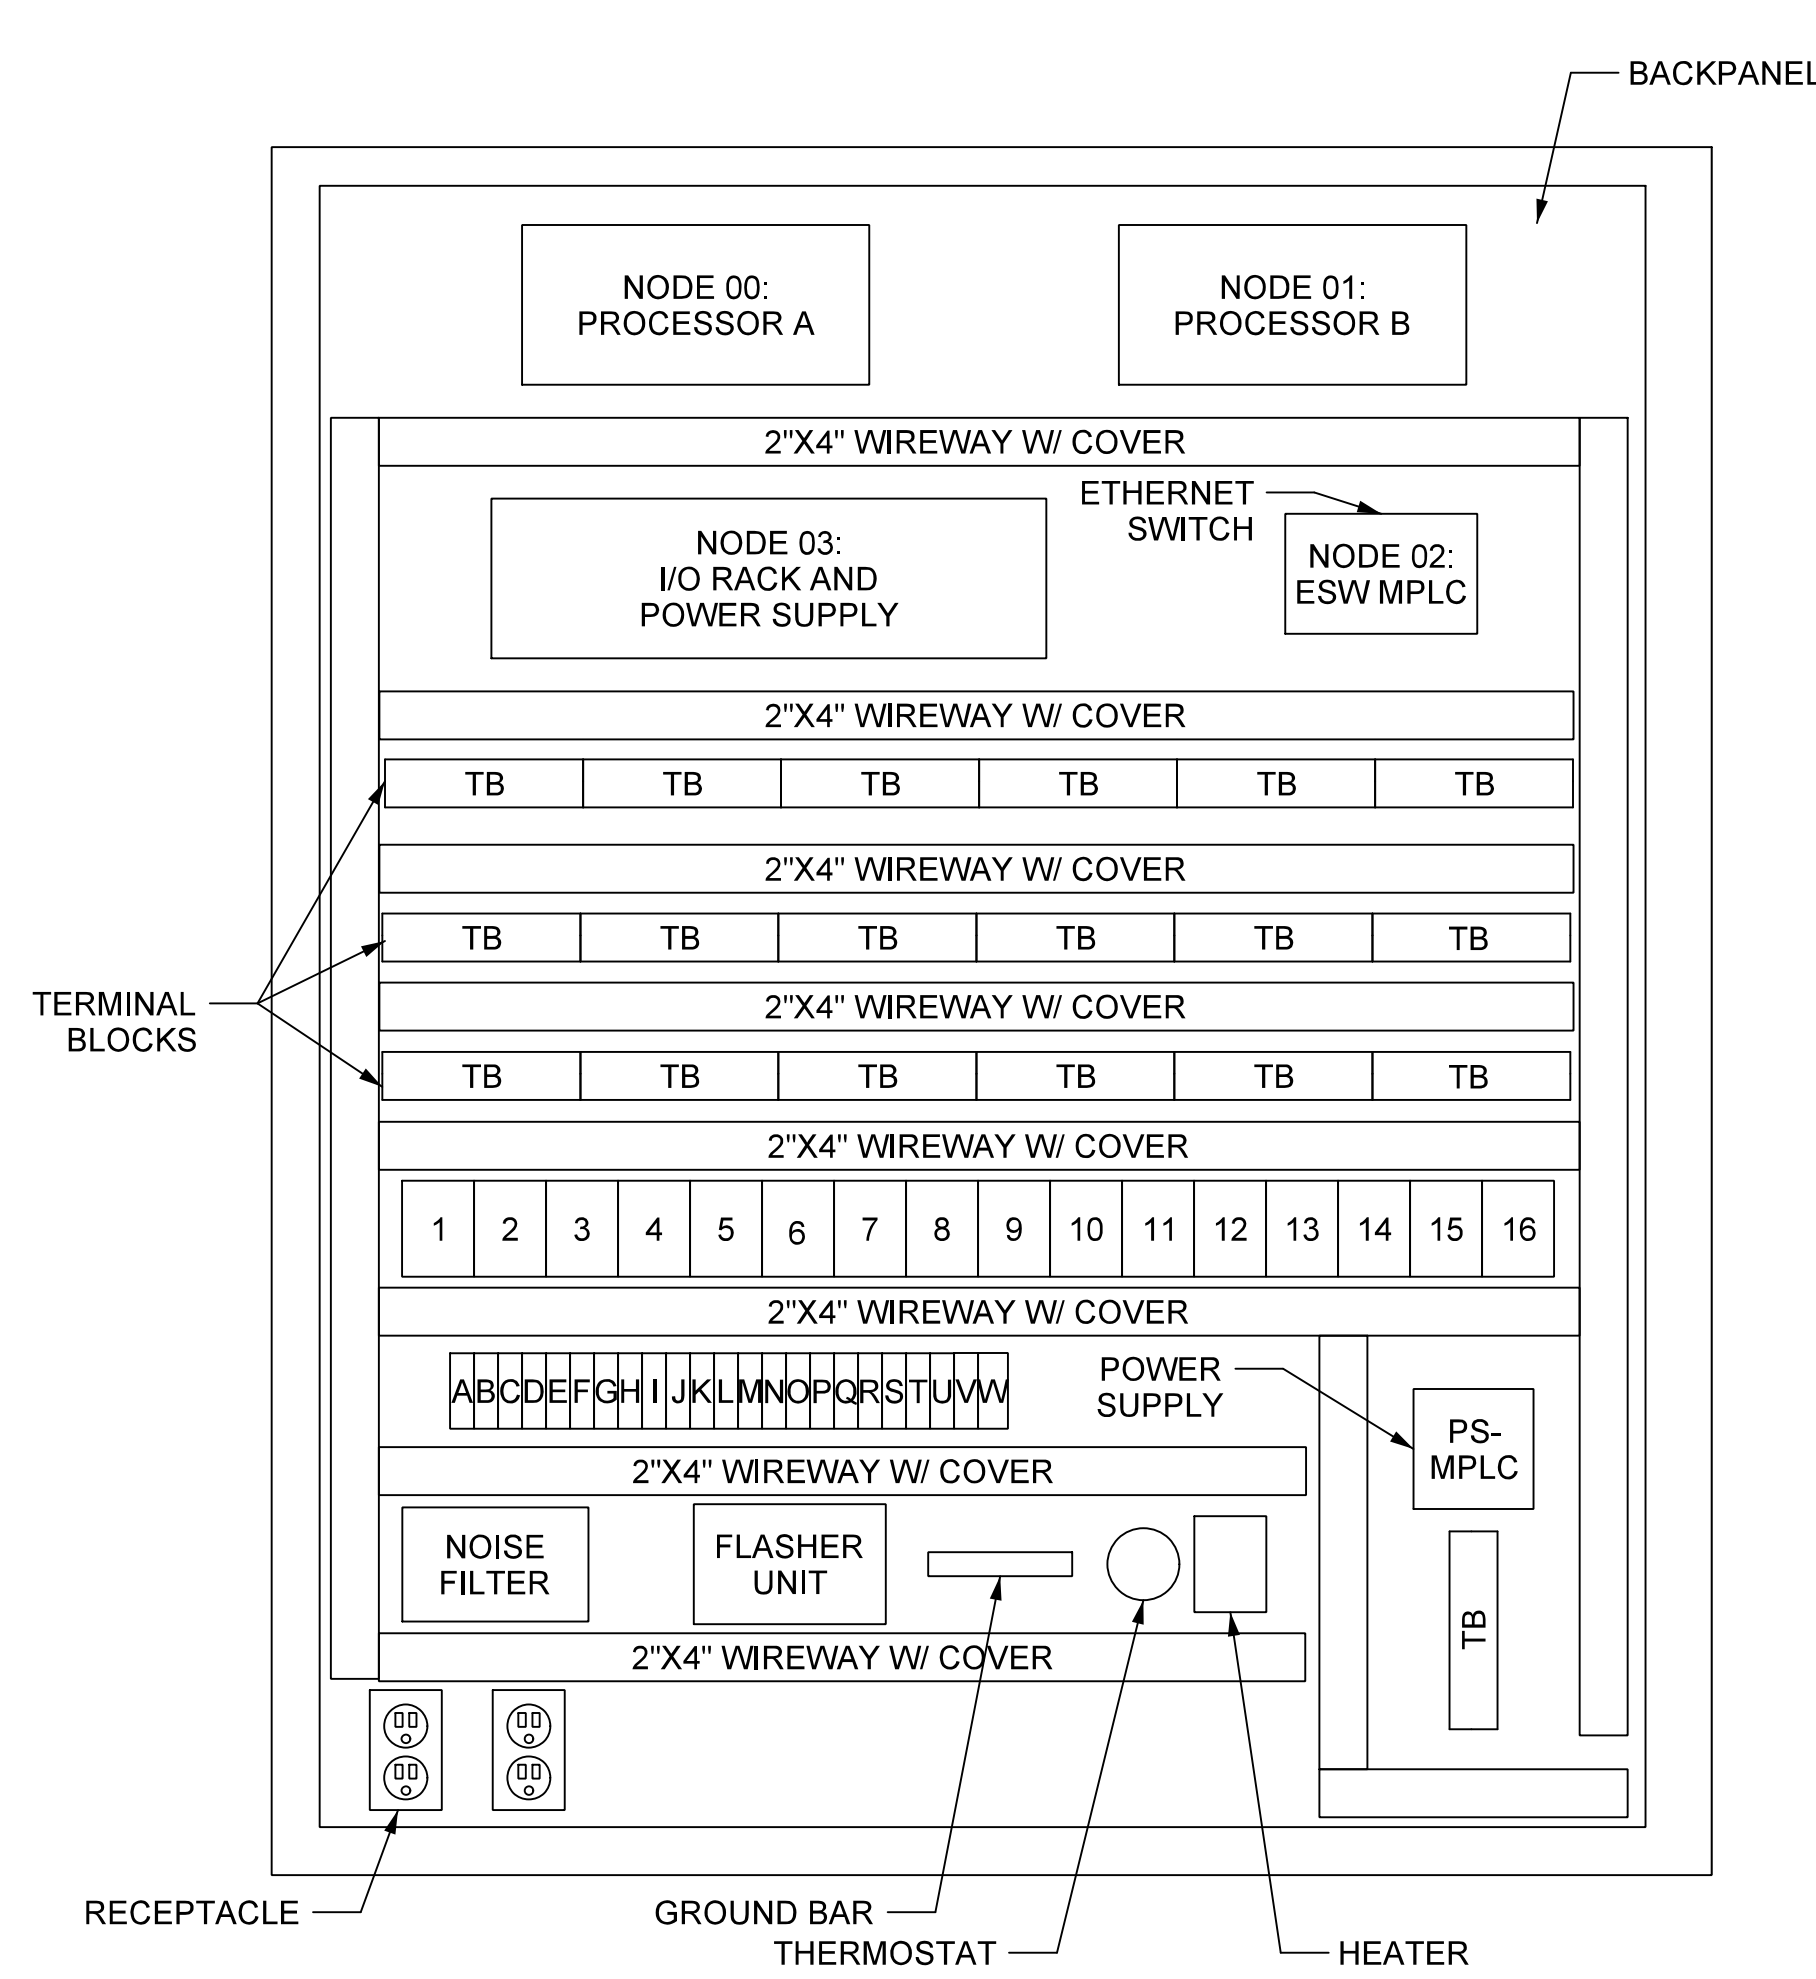 BACKPANEL
NODE 00:
PROCESSOR A
NODE 01:
PROCESSOR B
2"X4" WIREWAY W/ COVER
ETHERNET
SWITCH
NODE 03:
I/O RACK AND
POWER SUPPLY
NODE 02:
ESW MPLC
2"X4" WIREWAY W/ COVER
TB TB TB TB TB TB
2"X4" WIREWAY W/ COVER
TB TB TB TB TB TB
TERMINAL
BLOCKS
2"X4" WIREWAY W/ COVER
TB TB TB TB TB TB
2"X4" WIREWAY W/ COVER
1 2 3 4 5 6 7 8 9 10 11 12 13 14 15 16
2"X4" WIREWAY W/ COVER
A B C D E F G H I J K L M N O P Q R S T U V W
POWER
SUPPLY
PS-
MPLC
2"X4" WIREWAY W/ COVER
NOISE
FILTER
FLASHER
UNIT
TB
2"X4" WIREWAY W/ COVER
RECEPTACLE
GROUND BAR
THERMOSTAT
HEATER